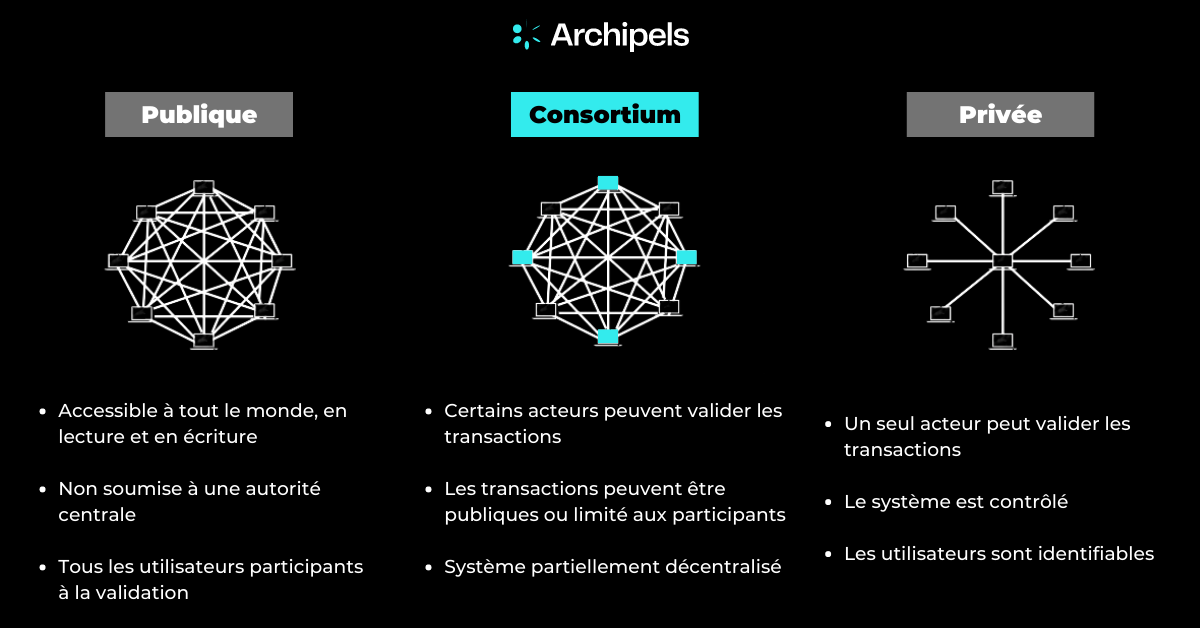 Archipels
Publique
Consortium
Privée
• Accessible à tout le monde, en
lecture et en écriture
• Non soumise à une autorité
centrale
• Tous les utilisateurs participants
à la validation
• Certains acteurs peuvent valider les
transactions
• Les transactions peuvent être
publiques ou limité aux participants
• Système partiellement décentralisé
• Un seul acteur peut valider les
transactions
• Le système est contrôlé
• Les utilisateurs sont identifiables